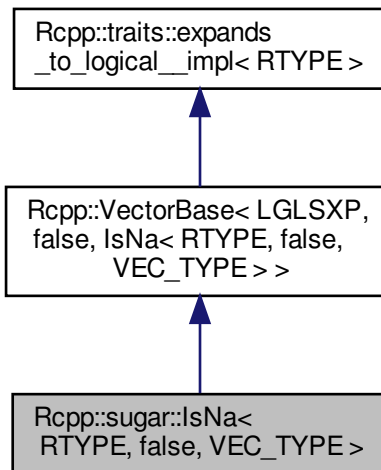 Rcpp::traits::expands
_to_logical__impl< RTYPE >
Rcpp::VectorBase< LGLSXP,
false, IsNa< RTYPE, false,
VEC_TYPE > >
Rcpp::sugar::IsNa<
RTYPE, false, VEC_TYPE >